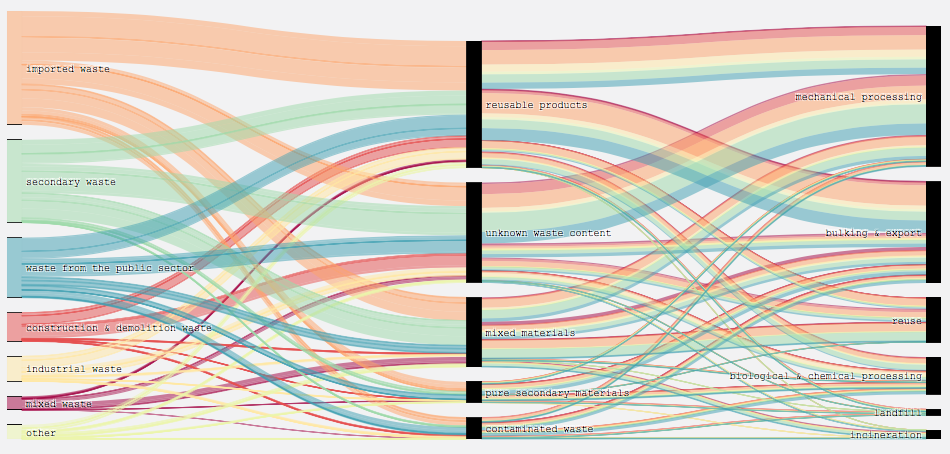 imported waste
secondary waste
waste from the public sector
construction & demolition waste
industrial waste
mixed waste
other
reusable products
unknown waste content
mixed materials
pure secondary materials
contaminated waste
mechanical processing
bulking & export
reuse
biological & chemical processing
landfill
incineration